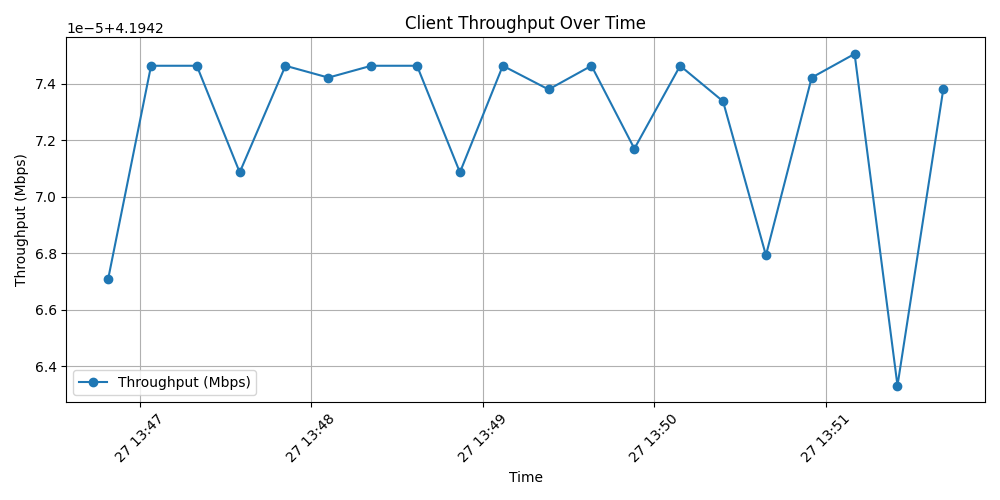 Client Throughput Over Time
1e−5+4.1942
Throughput (Mbps)
7.4
7.2
7.0
6.8
6.6
6.4
Throughput (Mbps)
27 13:47
27 13:48
27 13:49
27 13:50
27 13:51
Time